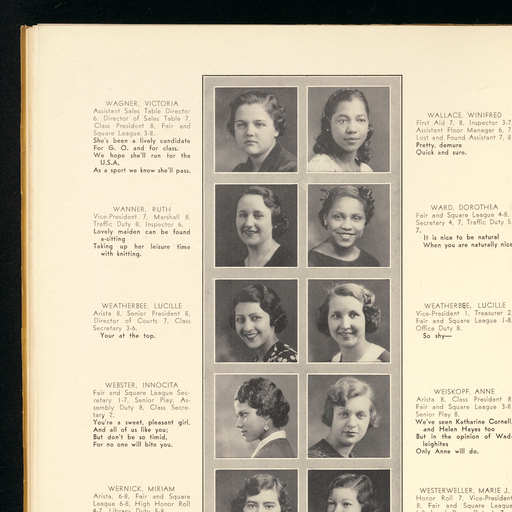 WAGNER, VICTORIA
Assistant Sales Table Director
6, Director of Sales Table 7,
Class President 8, Fair and
Square League 3-8.
She's been a lively candidate
For G. O. and for class.
We hope she'll run for the
U.S.A.
As a sport we know she'll pass.
WANNER, RUTH
Vice-President 7, Marshall 8,
Traffic Duty 8, Inspector 6.
Lovely maiden can be found
a-sitting
Taking up her leisure time
with knitting.
WEATHERBEE, LUCILLE
Arista 8, Senior President 8,
Director of Courts 7, Class
Secretary 3-6.
Your at the top.
WEBSTER, INNOCITA
Fair and Square League Sec-
retary 1-7, Senior Play, As-
sembly Duty 8, Class Secre-
tary 2.
You're a sweet, pleasant girl,
And all of us like you;
But don't be so timid,
For no one will bite you.
WERNICK, MIRIAM
Arista, 6-8, Fair and Square
League 6-8, High Honor Roll
6-7, Library Duty 5-8.
WALLACE, WINIFRED
First Aid 7, 8, Inspector 3-7,
Assistant Floor Manager 6, 7,
Lost and Found Assistant 7, 8
Pretty, demure
Quick and sure.
WARD, DOROTHEA
Fair and Square League 4-8,
Secretary 4, 7, Traffic Duty 5,
7.
It is nice to be natural
When you are naturally nice
WEATHERBEE, LUCILLE
Vice-President 1, Treasurer 2,
Fair and Square League 1-8,
Office Duty 8.
So shy—
WEISKOPF, ANNE
Arista 8, Class President 8,
Fair and Square League 3-8,
Senior Play 8.
We've seen Katharine Cornell,
and Helen Hayes too
But in the opinion of Wad-
leighites
Only Anne will do.
WESTERWELLER, MARIE J.
Honor Roll 7, Vice-President
8, Fair and Square League